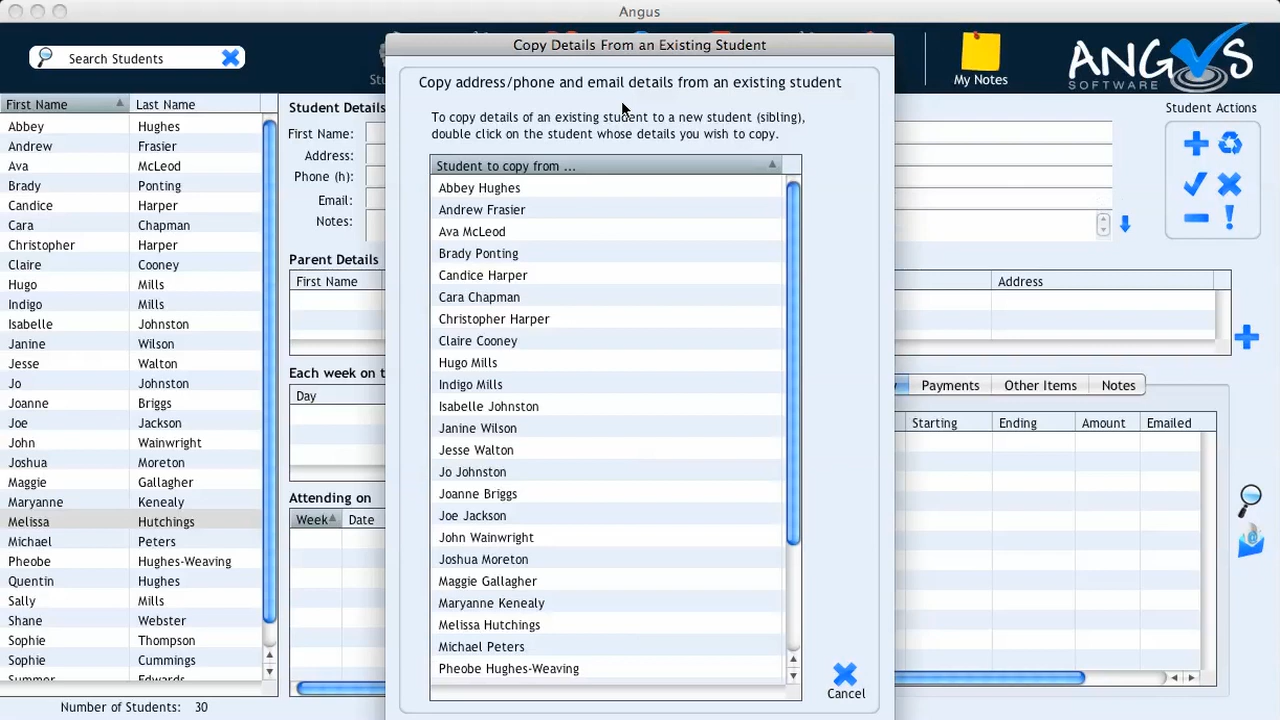 Angus
Search Students
Stu
My Notes
ANGUS
SOFTWARE
Copy Details From an Existing Student
Copy address/phone and email details from an existing student
To copy details of an existing student to a new student (sibling),
double click on the student whose details you wish to copy.
Student to copy from ...
Abbey Hughes
Andrew Frasier
Ava McLeod
Brady Ponting
Candice Harper
Cara Chapman
Christopher Harper
Claire Cooney
Hugo Mills
Indigo Mills
Isabelle Johnston
Janine Wilson
Jesse Walton
Jo Johnston
Joanne Briggs
Joe Jackson
John Wainwright
Joshua Moreton
Maggie Gallagher
Maryanne Kenealy
Melissa Hutchings
Michael Peters
Pheobe Hughes-Weaving
Cancel
First Name Last Name
Abbey Hughes
Andrew Frasier
Ava McLeod
Brady Ponting
Candice Harper
Cara Chapman
Christopher Harper
Claire Cooney
Hugo Mills
Indigo Mills
Isabelle Johnston
Janine Wilson
Jesse Walton
Jo Johnston
Joanne Briggs
Joe Jackson
John Wainwright
Joshua Moreton
Maggie Gallagher
Maryanne Kenealy
Melissa Hutchings
Michael Peters
Pheobe Hughes-Weaving
Quentin Hughes
Sally Mills
Shane Webster
Sophie Thompson
Sophie Cummings
Summer Edwards
Number of Students: 30
Student Details
First Name:
Address:
Phone (h):
Email:
Notes:
Parent Details
First Name
Address
Each week on t
Day
Attending on
Week Date
Student Actions
y Payments Other Items Notes
Starting Ending Amount Emailed